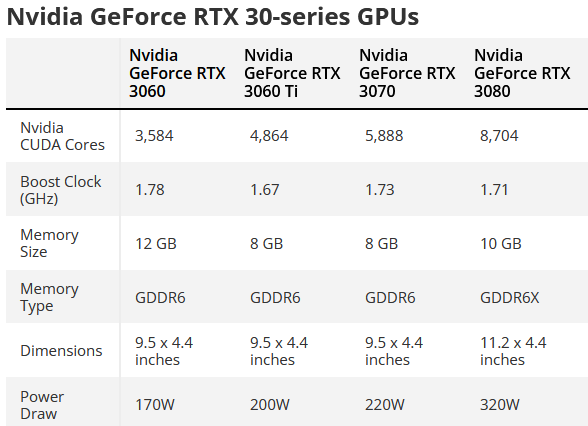 Nvidia GeForce RTX 30-series GPUs
Nvidia Nvidia Nvidia Nvidia
GeForce RTX GeForce RTX GeForce RTX GeForce RTX
3060 3060 Ti 3070 3080
Nvidia
CUDA Cores 3,584 4,864 5,888 8,704
Boost Clock
(GHz) 1.78 1.67 1.73 1.71
Memory
Size 12 GB 8 GB 8 GB 10 GB
Memory
Type GDDR6 GDDR6 GDDR6 GDDR6X
Dimensions 9.5 x 4.4 inches 9.5 x 4.4 inches 9.5 x 4.4 inches 11.2 x 4.4 inches
Power
Draw 170W 200W 220W 320W